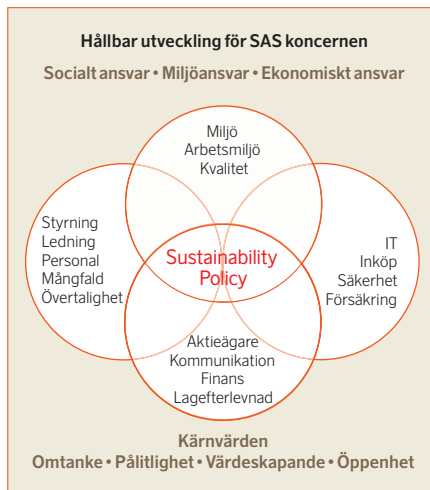 Hållbar utveckling för SAS koncernen
Socialt ansvar • Miljöansvar • Ekonomiskt ansvar
Miljö
Arbetsmiljö
Kvalitet
Styrning
Ledning
Personal
Mångfald
Övertalighet
Sustainability
Policy
IT
Inköp
Säkerhet
Försäkring
Aktieägare
Kommunikation
Finans
Lagefterlevnad
Kärnvärden
Omtanke • Pålitlighet • Värdeskapande • Öppenhet